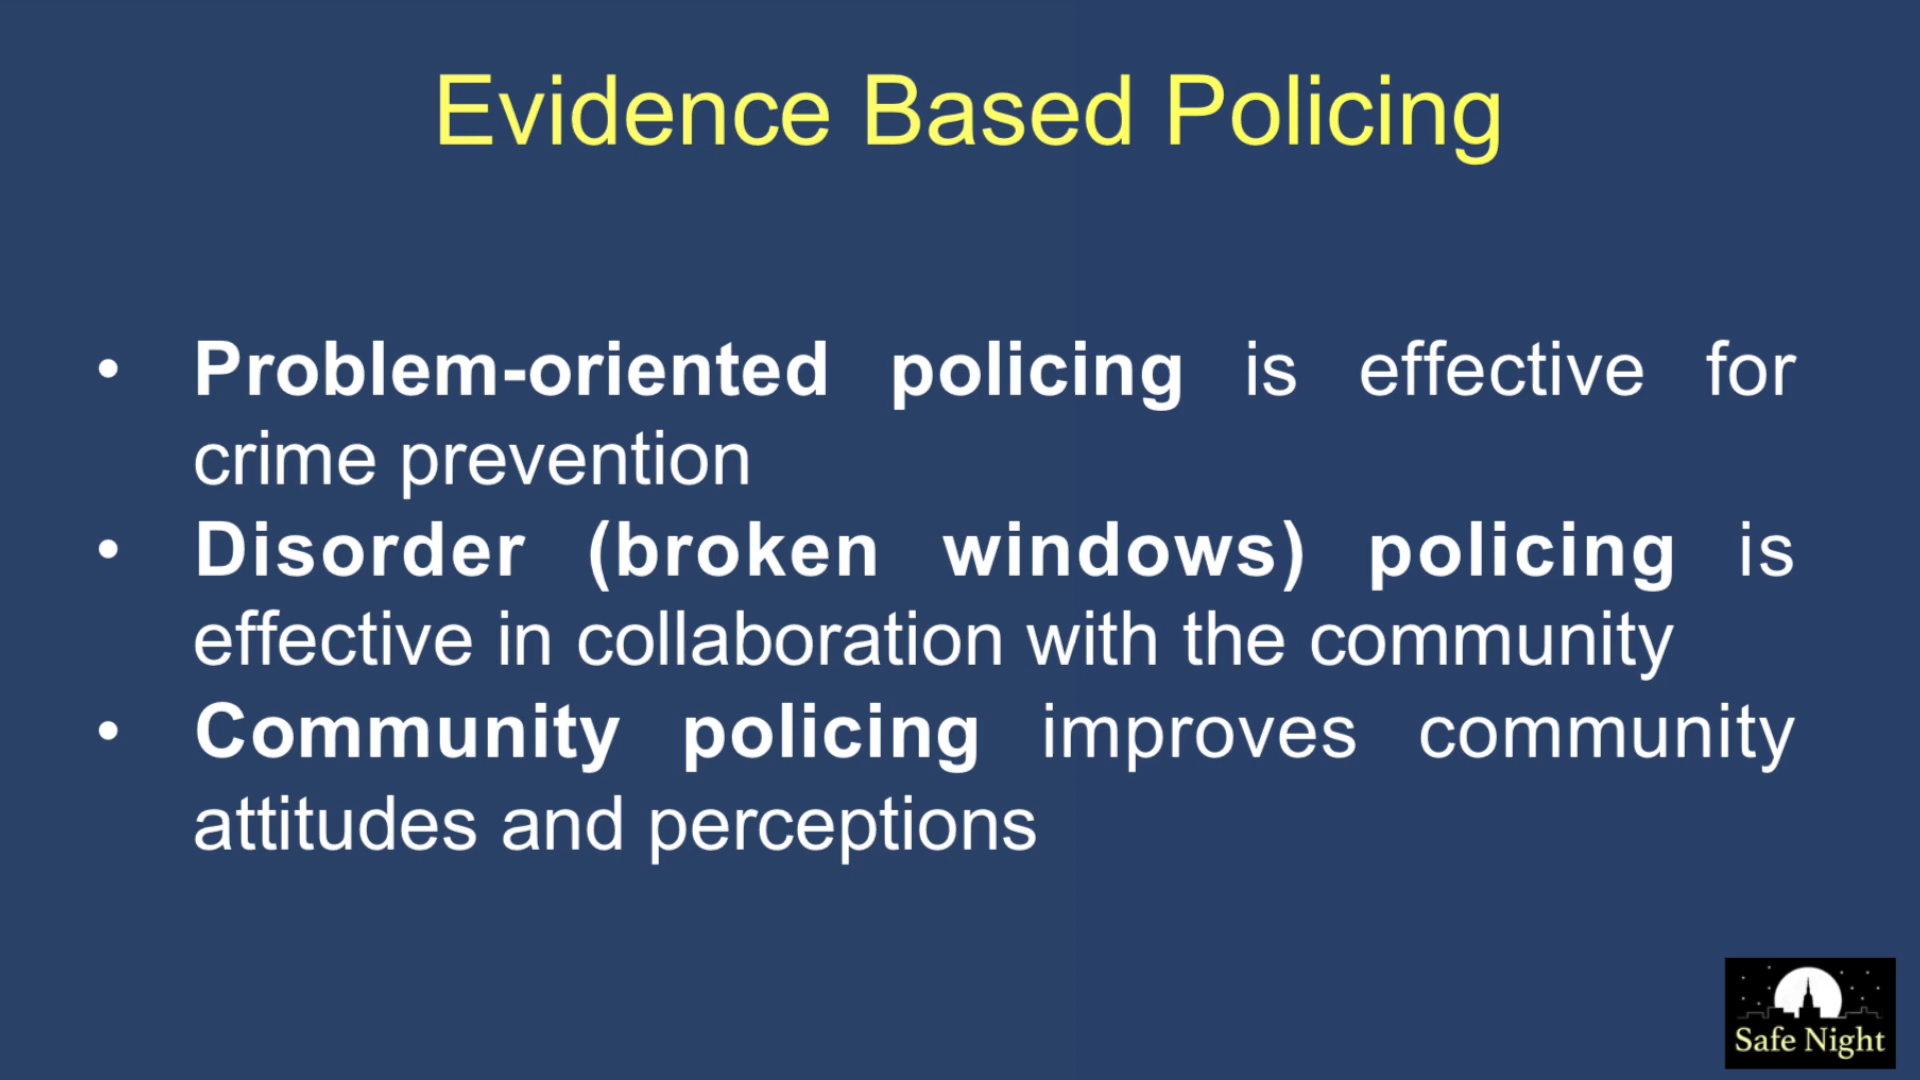 Evidence Based Policing
• Problem-oriented policing is effective for
crime prevention
• Disorder (broken windows) policing is
effective in collaboration with the community
• Community policing improves community
attitudes and perceptions
Safe Night